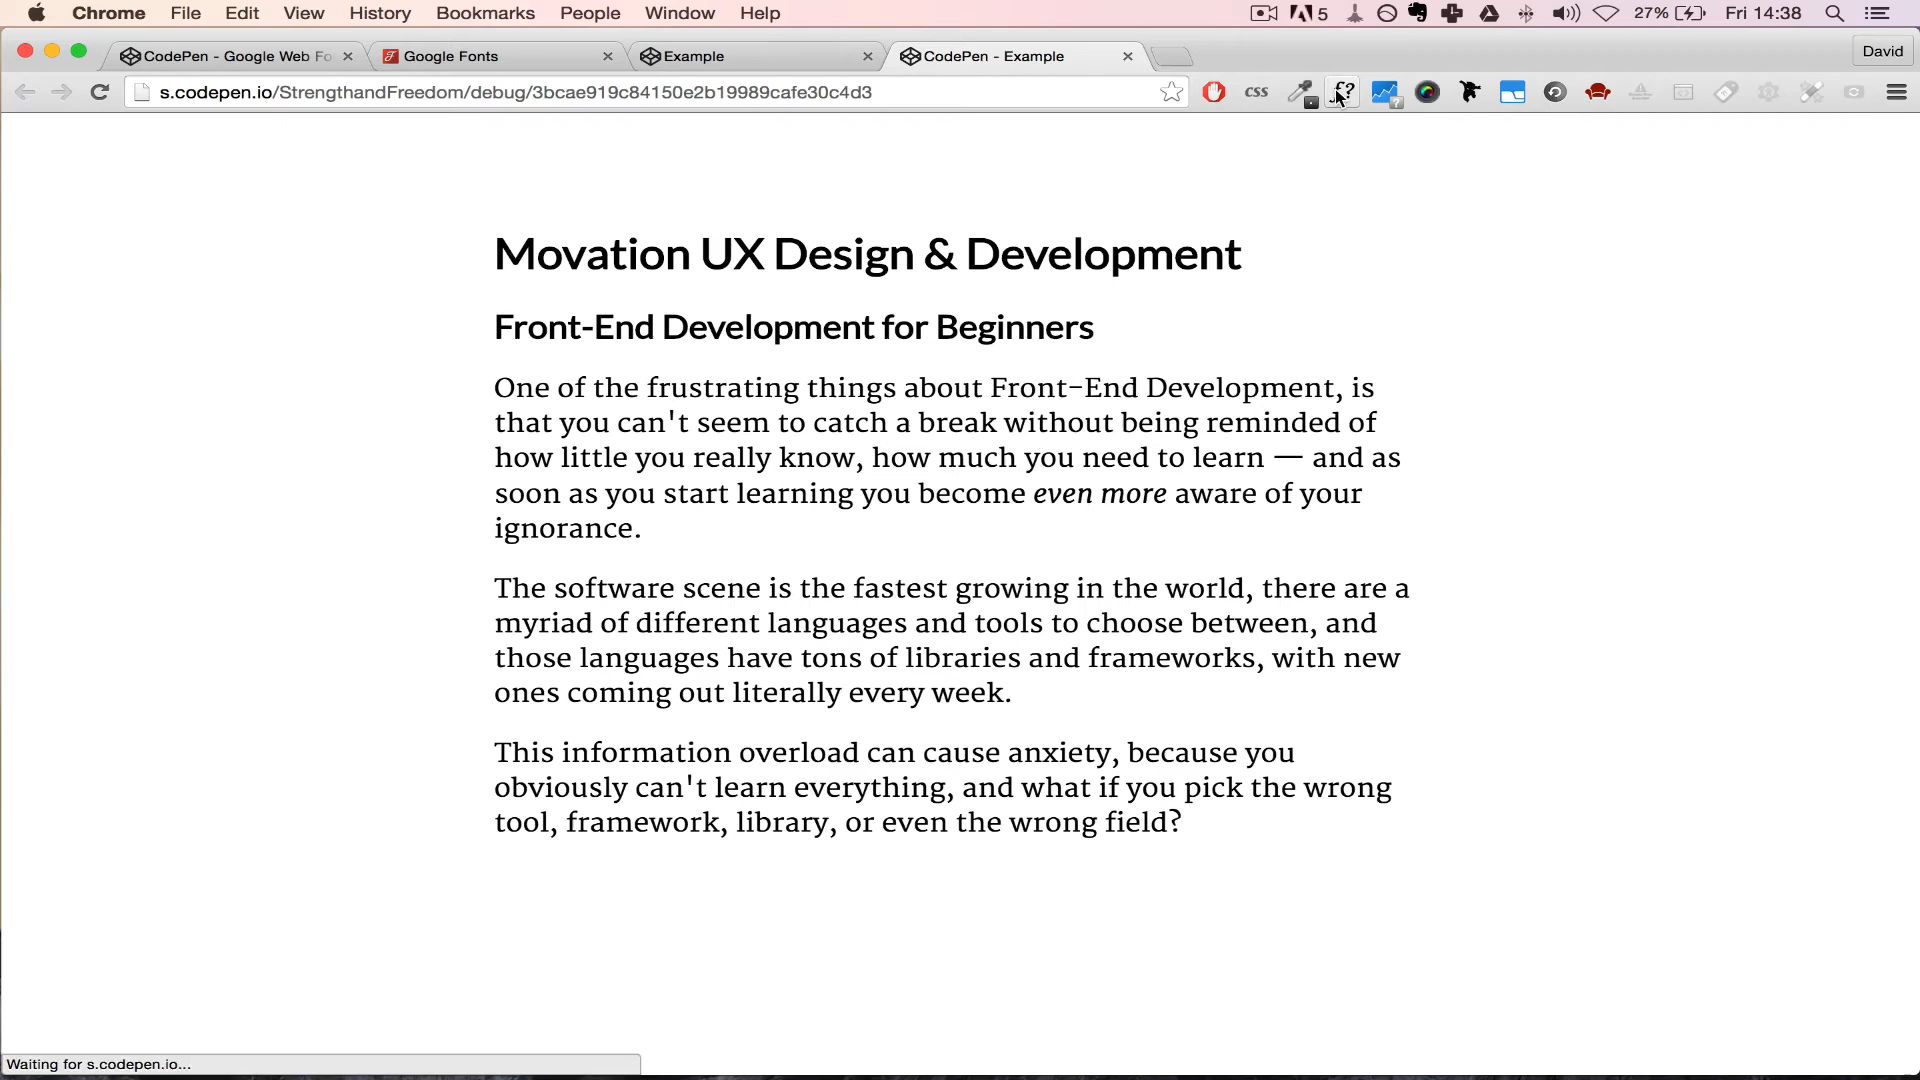 Chrome File Edit View History Bookmarks People Window Help 5 27% Fri 14:38
CodePen - Google Web Fo Google Fonts Example CodePen - Example David
s.codepen.io/StrengthandFreedom/debug/3bcae919c84150e2b19989cafe30c4d3 css f?
Movation UX Design & Development
Front-End Development for Beginners
One of the frustrating things about Front-End Development, is
that you can't seem to catch a break without being reminded of
how little you really know, how much you need to learn — and as
soon as you start learning you become even more aware of your
ignorance.
The software scene is the fastest growing in the world, there are a
myriad of different languages and tools to choose between, and
those languages have tons of libraries and frameworks, with new
ones coming out literally every week.
This information overload can cause anxiety, because you
obviously can't learn everything, and what if you pick the wrong
tool, framework, library, or even the wrong field?
Waiting for s.codepen.io...